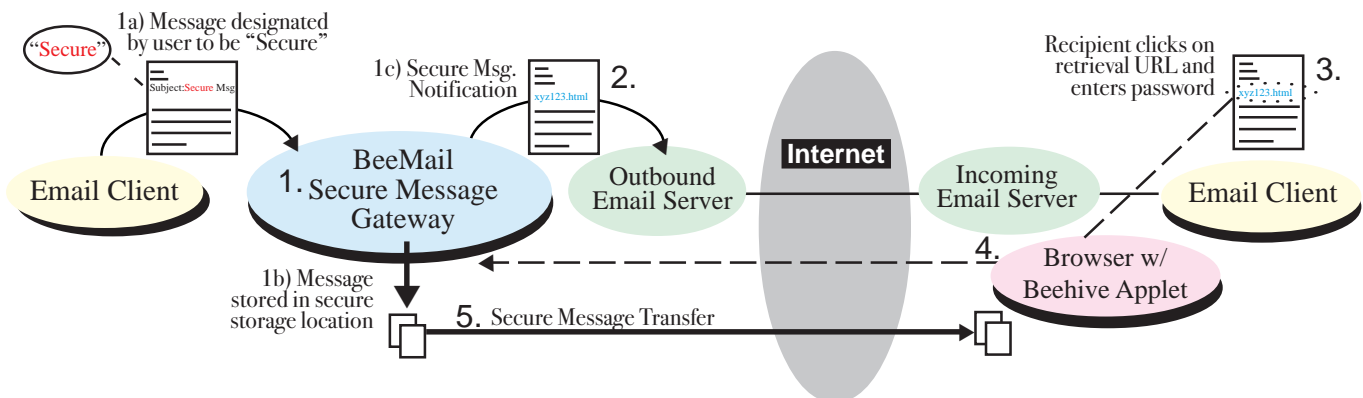 1a) Message designated
by user to be “Secure”
“Secure”
Subject:Secure Msg
1c) Secure Msg.
Notification
xyz123.html
2.
Recipient clicks on
retrieval URL and
enters password
3.
xyz123.html
Email Client
1.
BeeMail
Secure Message
Gateway
Outbound
Email Server
Internet
Incoming
Email Server
Email Client
4.
Browser w/
Beehive Applet
1b) Message
stored in secure
storage location
5. Secure Message Transfer